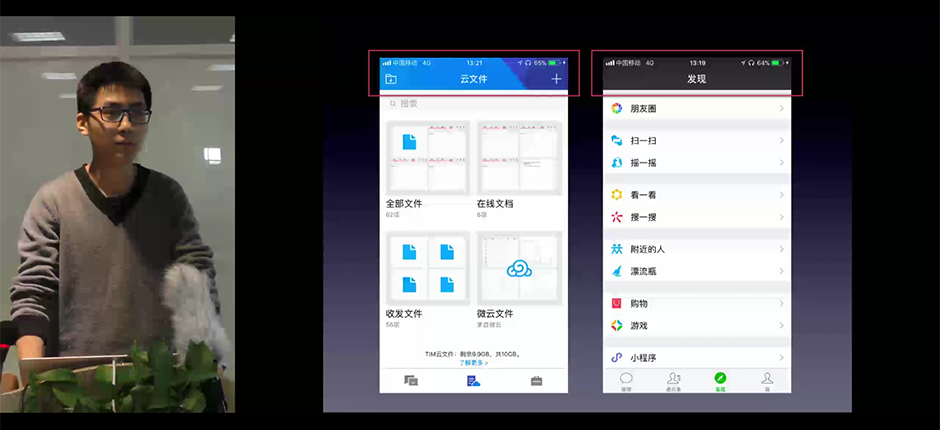 中国移动 4G 13:21 65%
云文件
搜索
全部文件
62项
在线文档
6项
收发文件
56项
微云文件
来自微云
TIM云文件：剩余9.9GB，共10GB。
了解更多 >
中国移动 4G 13:19 64%
发现
朋友圈
扫一扫
摇一摇
看一看
搜一搜
附近的人
漂流瓶
购物
游戏
小程序
微信 通讯录 发现 我